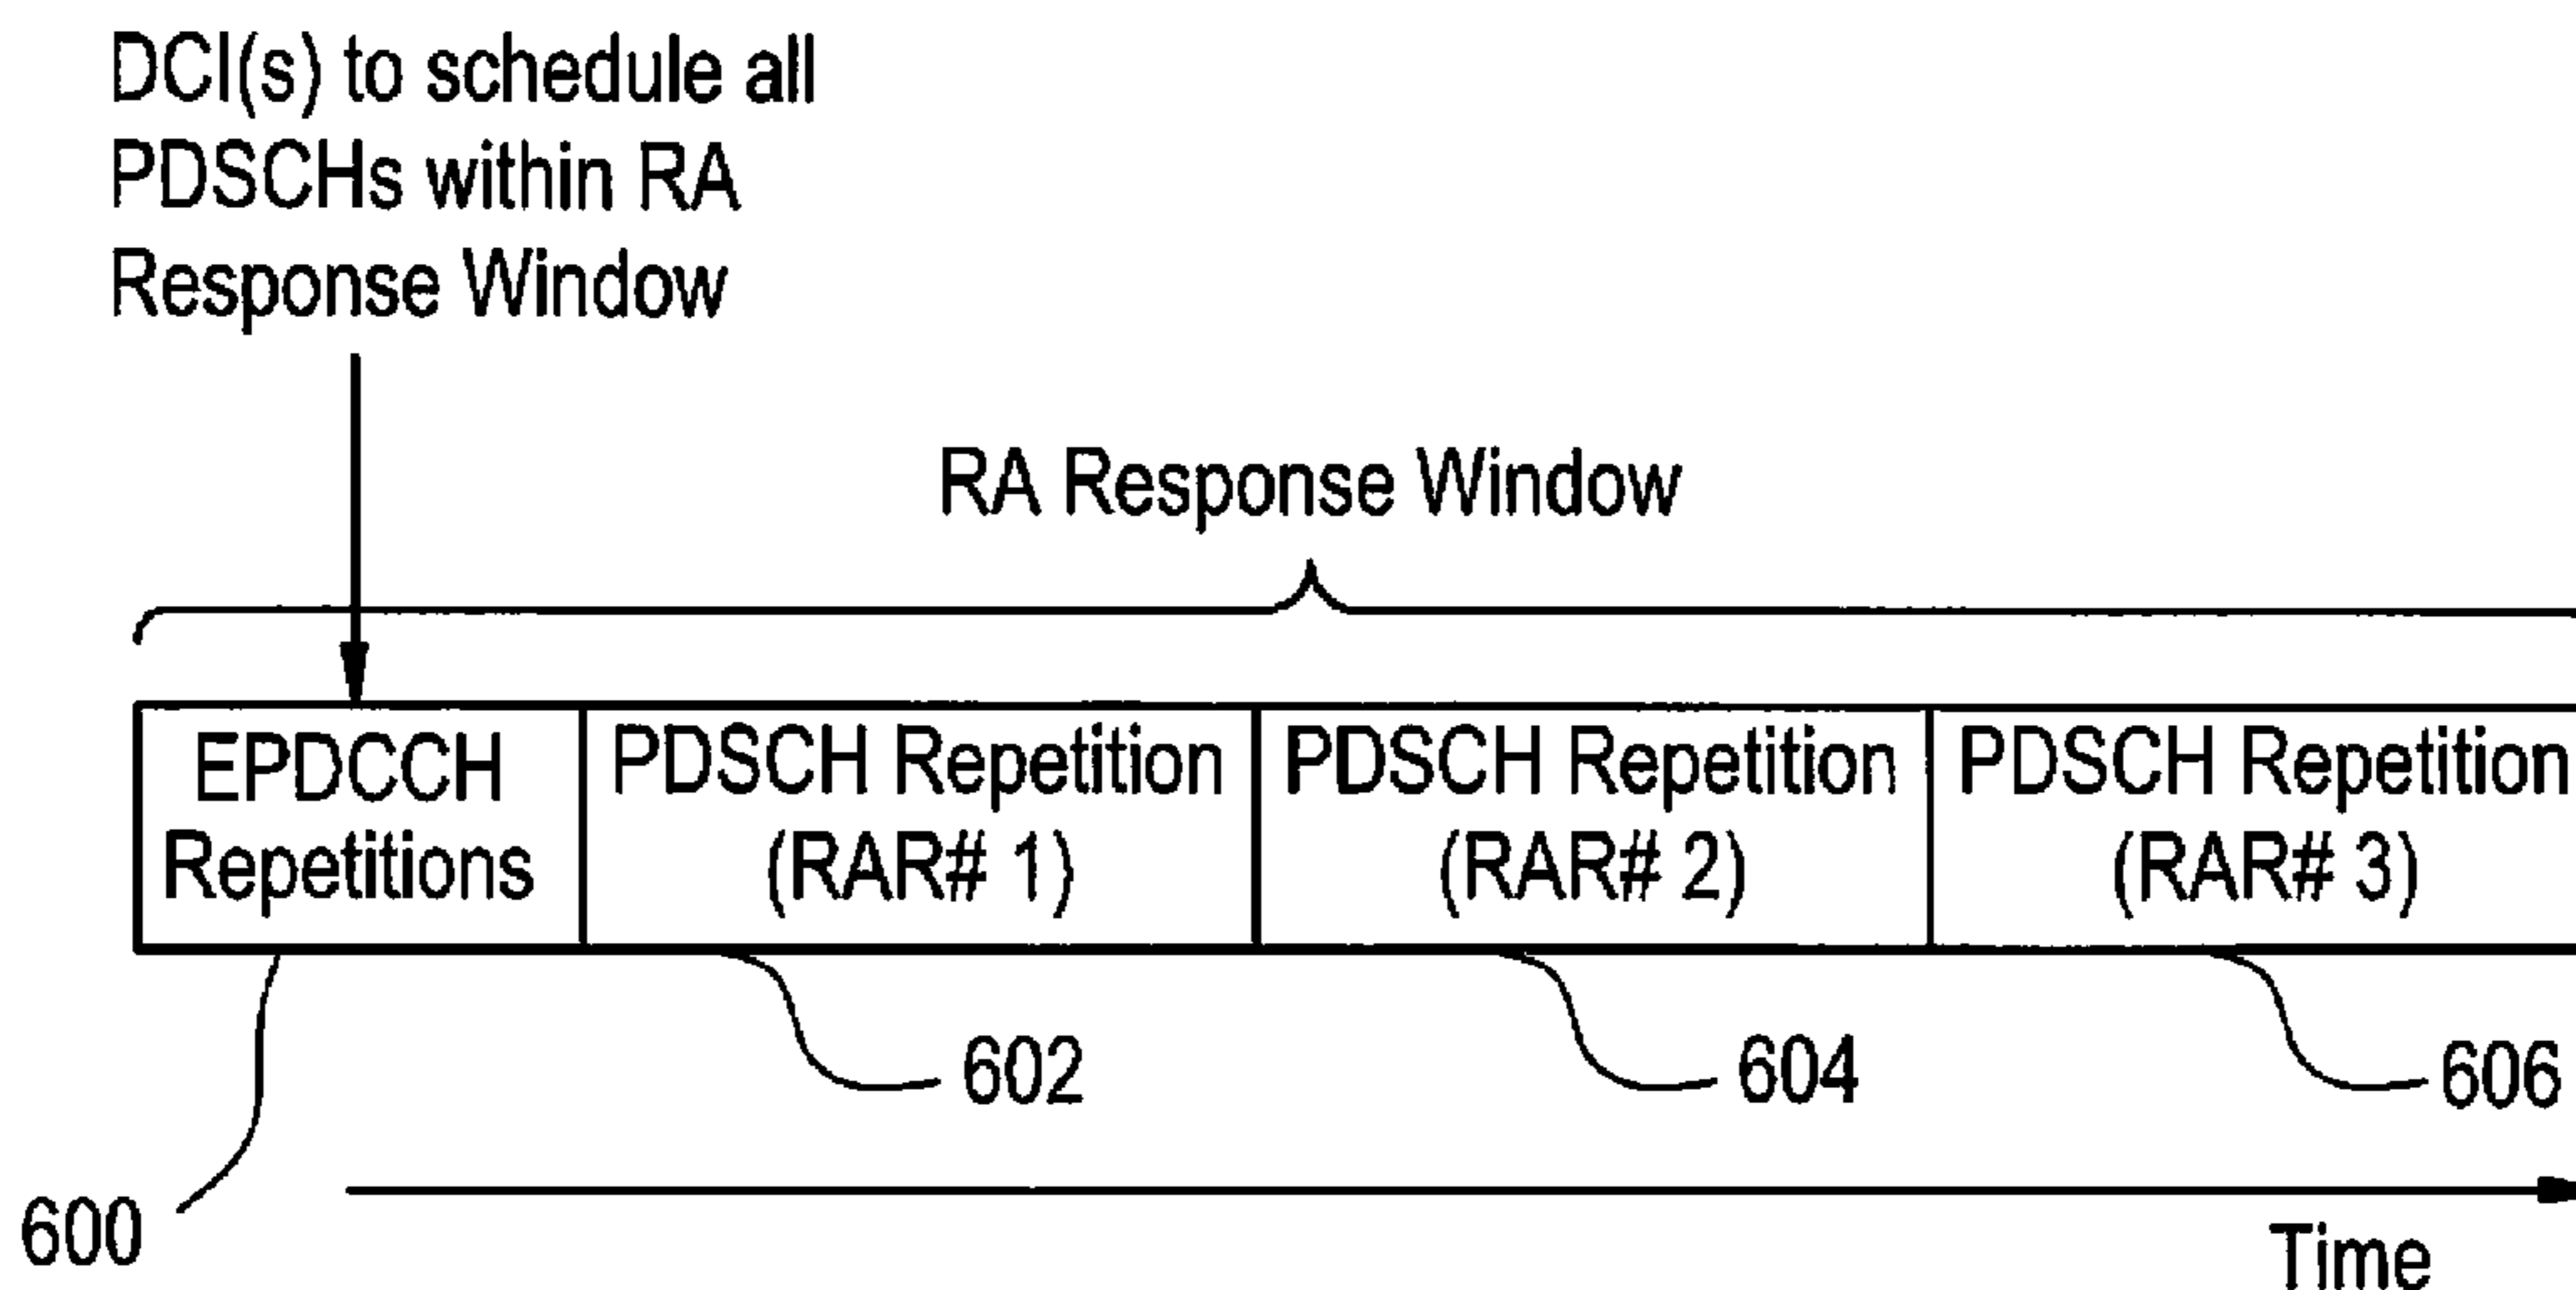 DCI(s) to schedule all
PDSCHs within RA
Response Window
RA Response Window
EPDCCH
Repetitions
PDSCH Repetition
(RAR# 1)
PDSCH Repetition
(RAR# 2)
PDSCH Repetition
(RAR# 3)
602
604
606
600
Time